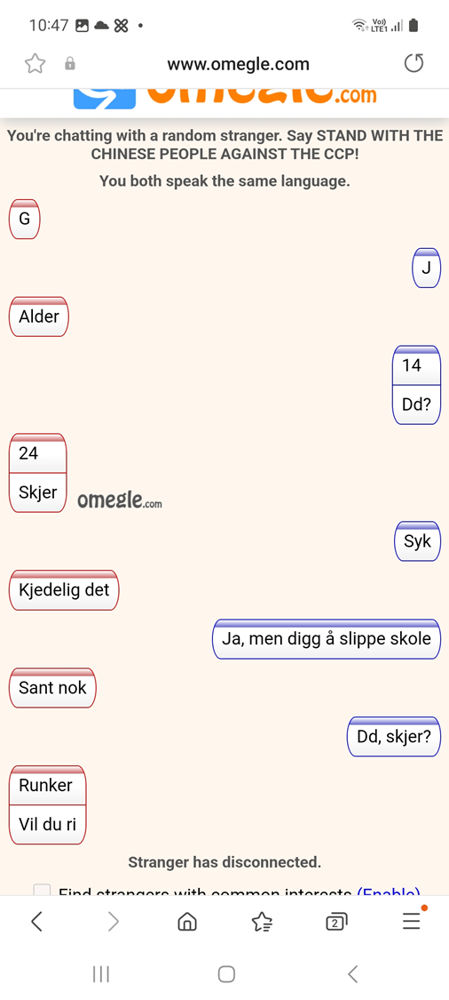 10:47
Vo))
LTE1
www.omegle.com
omegle.com
You're chatting with a random stranger. Say STAND WITH THE
CHINESE PEOPLE AGAINST THE CCP!
You both speak the same language.
G
J
Alder
14
Dd?
24
Skjer
omegle.com
Syk
Kjedelig det
Ja, men digg å slippe skole
Sant nok
Dd, skjer?
Runker
Vil du ri
Stranger has disconnected.
Find strangers with common interests (Enable)
2